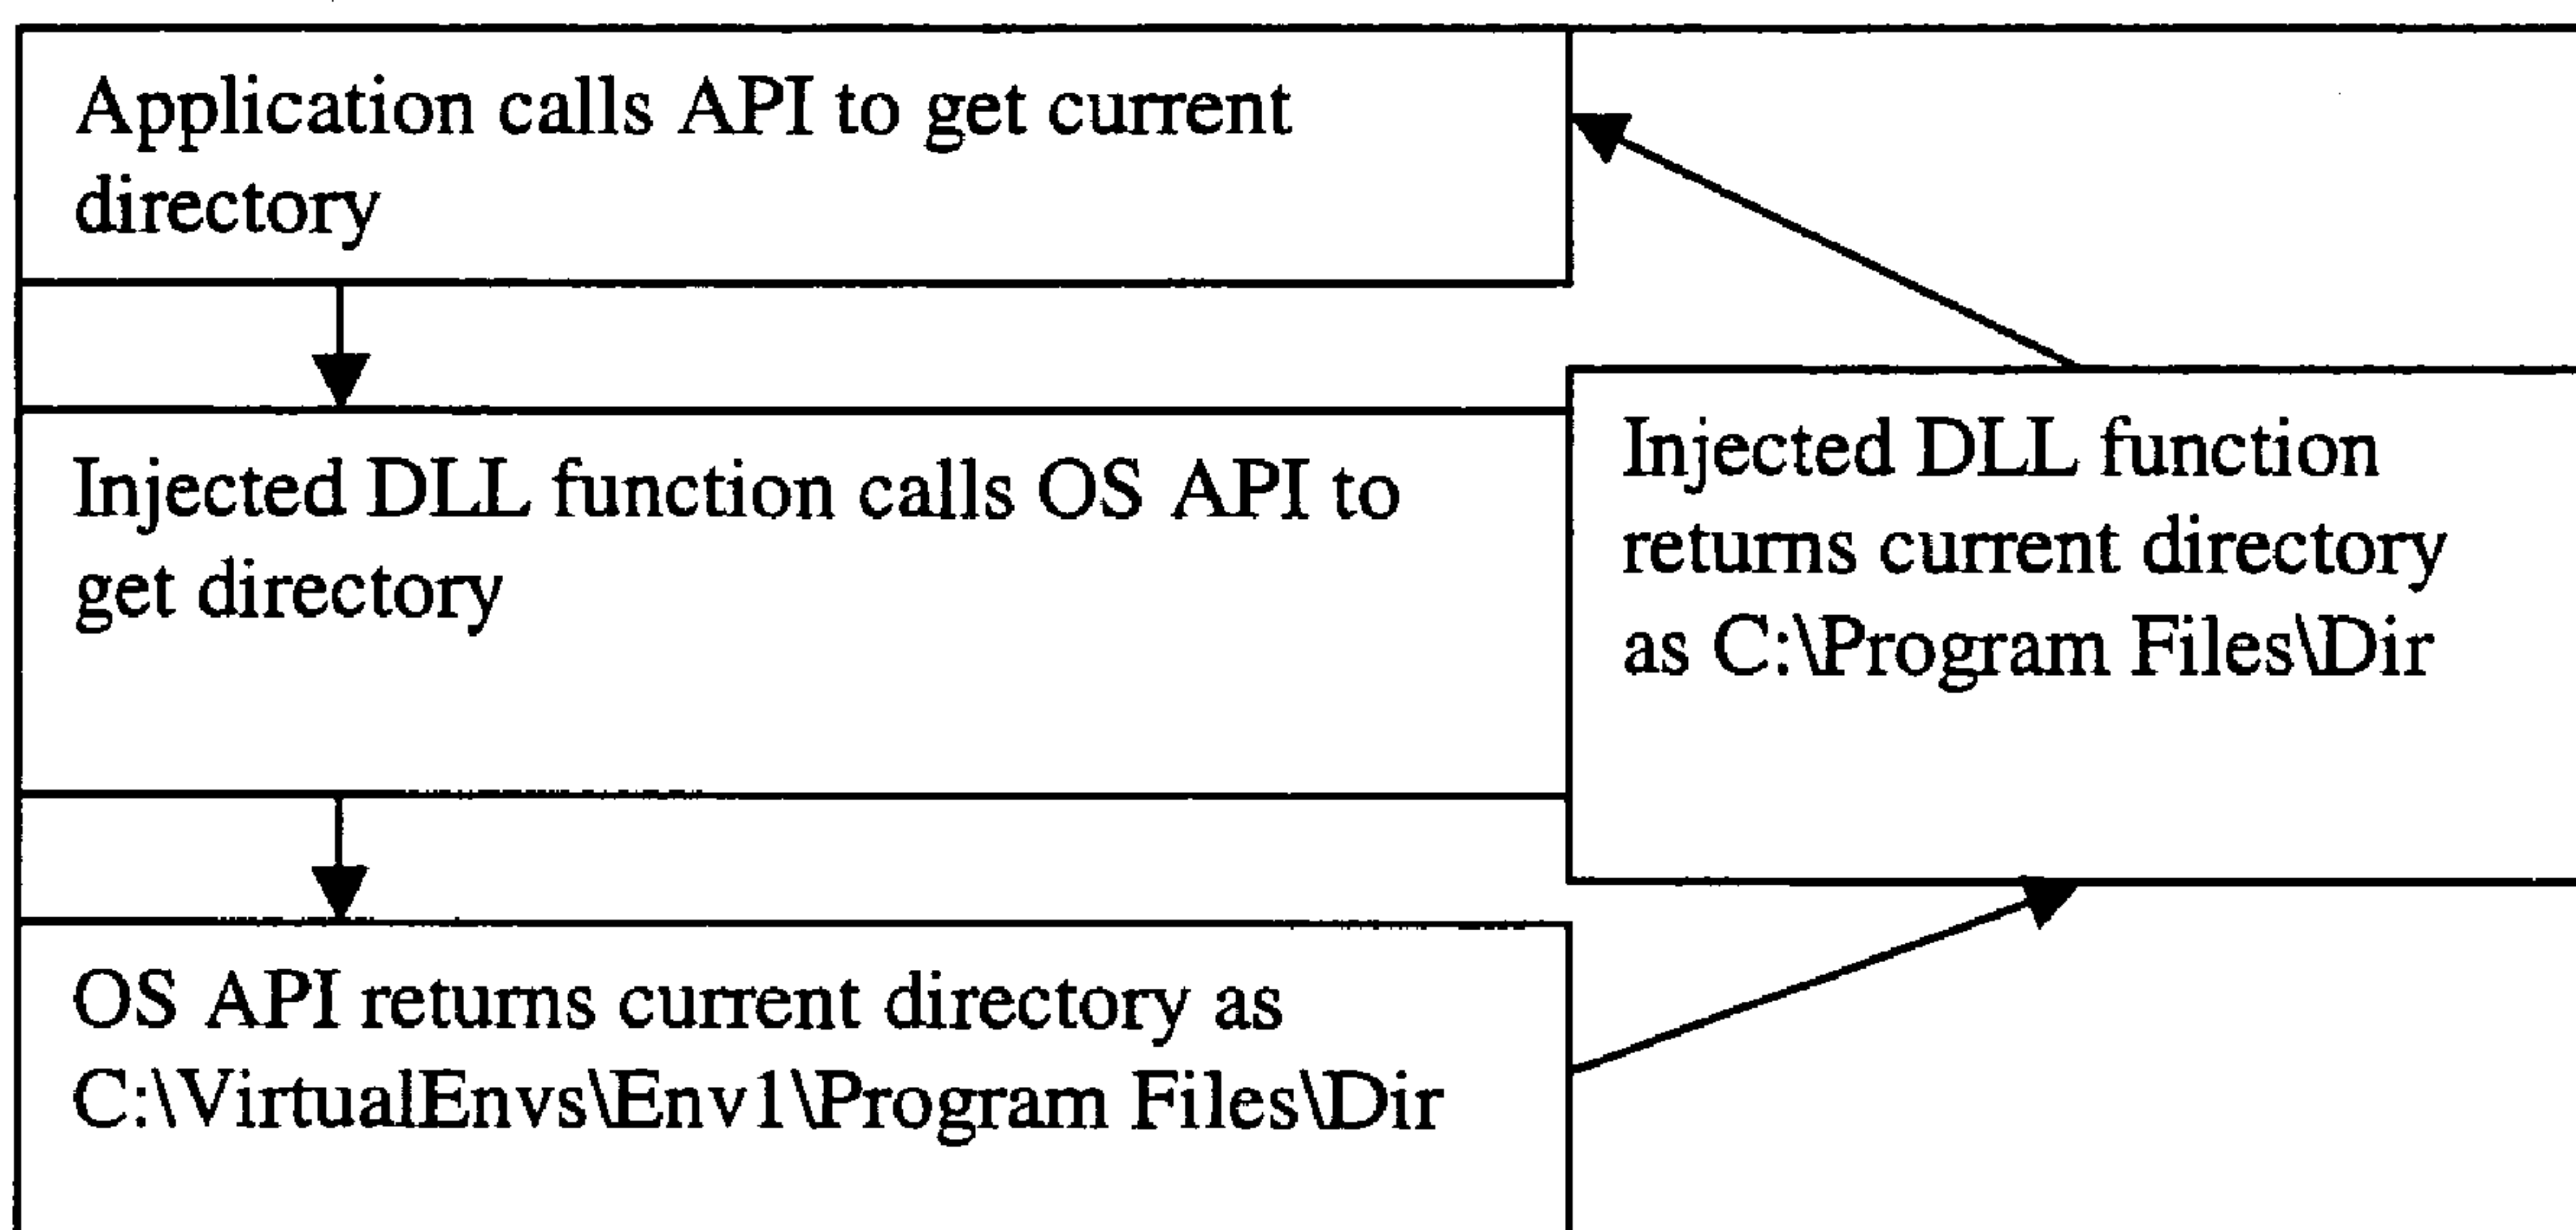 Application calls API to get current
directory
Injected DLL function calls OS API to
get directory
OS API returns current directory as
C:\VirtualEnvs\Env1\Program Files\Dir
Injected DLL function
returns current directory
as C:\Program Files\Dir